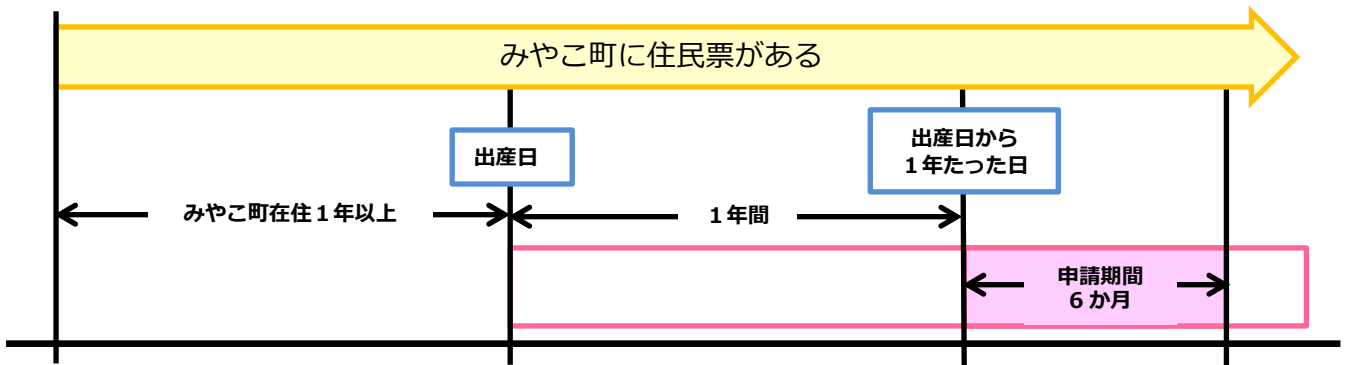 みやこ町に住民票がある
出産日
出産日から
１年たった日
みやこ町在住１年以上
１年間
申請期間
６か月